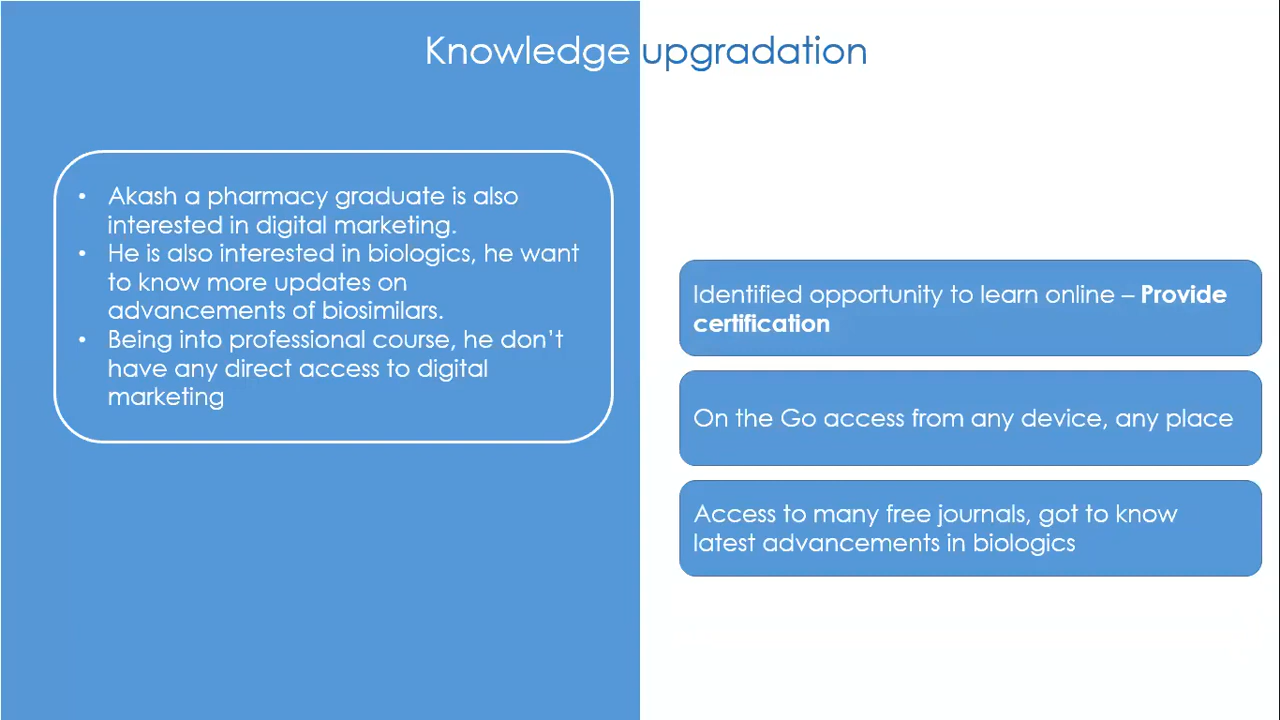 Knowledge upgradation
• Akash a pharmacy graduate is also
interested in digital marketing.
• He is also interested in biologics, he want
to know more updates on
advancements of biosimilars.
• Being into professional course, he don't
have any direct access to digital
marketing
Identified opportunity to learn online – Provide
certification
On the Go access from any device, any place
Access to many free journals, got to know
latest advancements in biologics